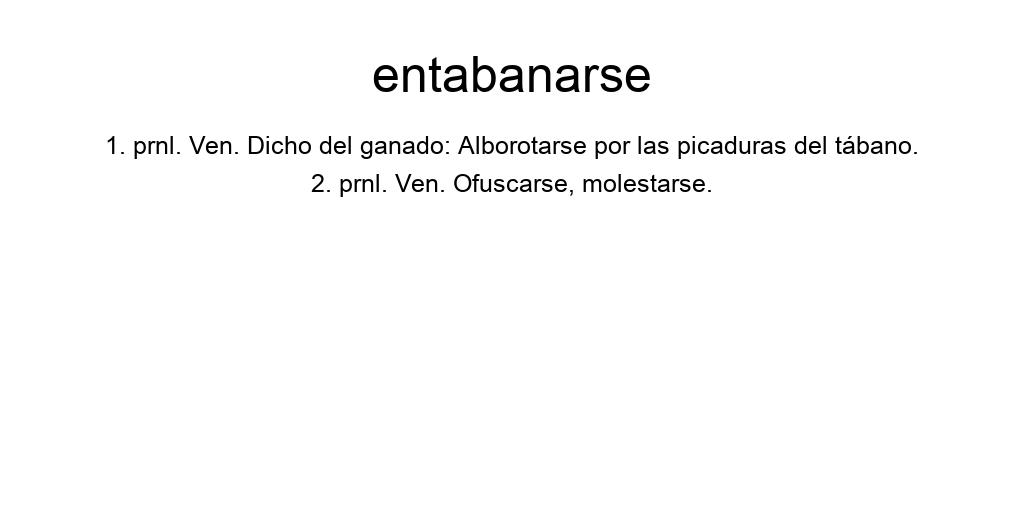 entabanarse
1. prnl. Ven. Dicho del ganado: Alborotarse por las picaduras del tábano.
2. prnl. Ven. Ofuscarse, molestarse.